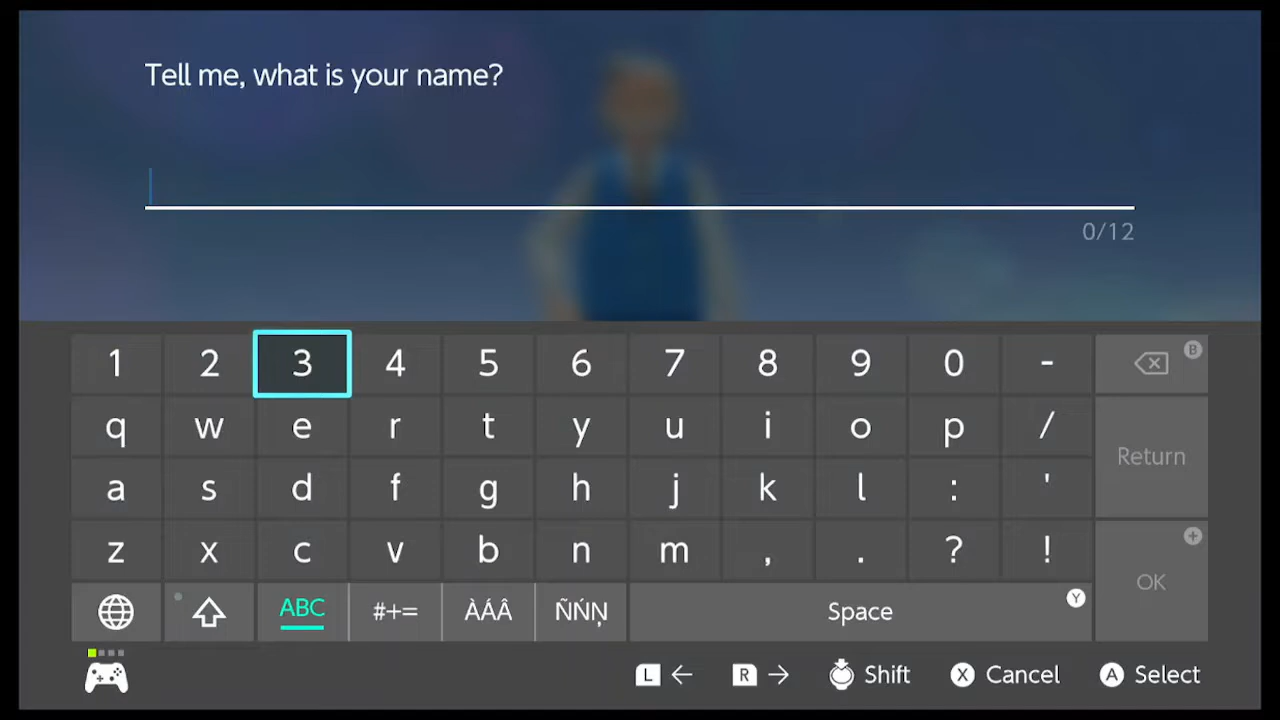 Tell me, what is your name?
0/12
1 2 3 4 5 6 7 8 9 0 - B
q w e r t y u i o p /
Return
a s d f g h j k l : '
z x c v b n m , . ? ! +
OK
ABC #+= ÀÁÂ ÑŃŅ Space Y
L ← R → Shift X Cancel A Select